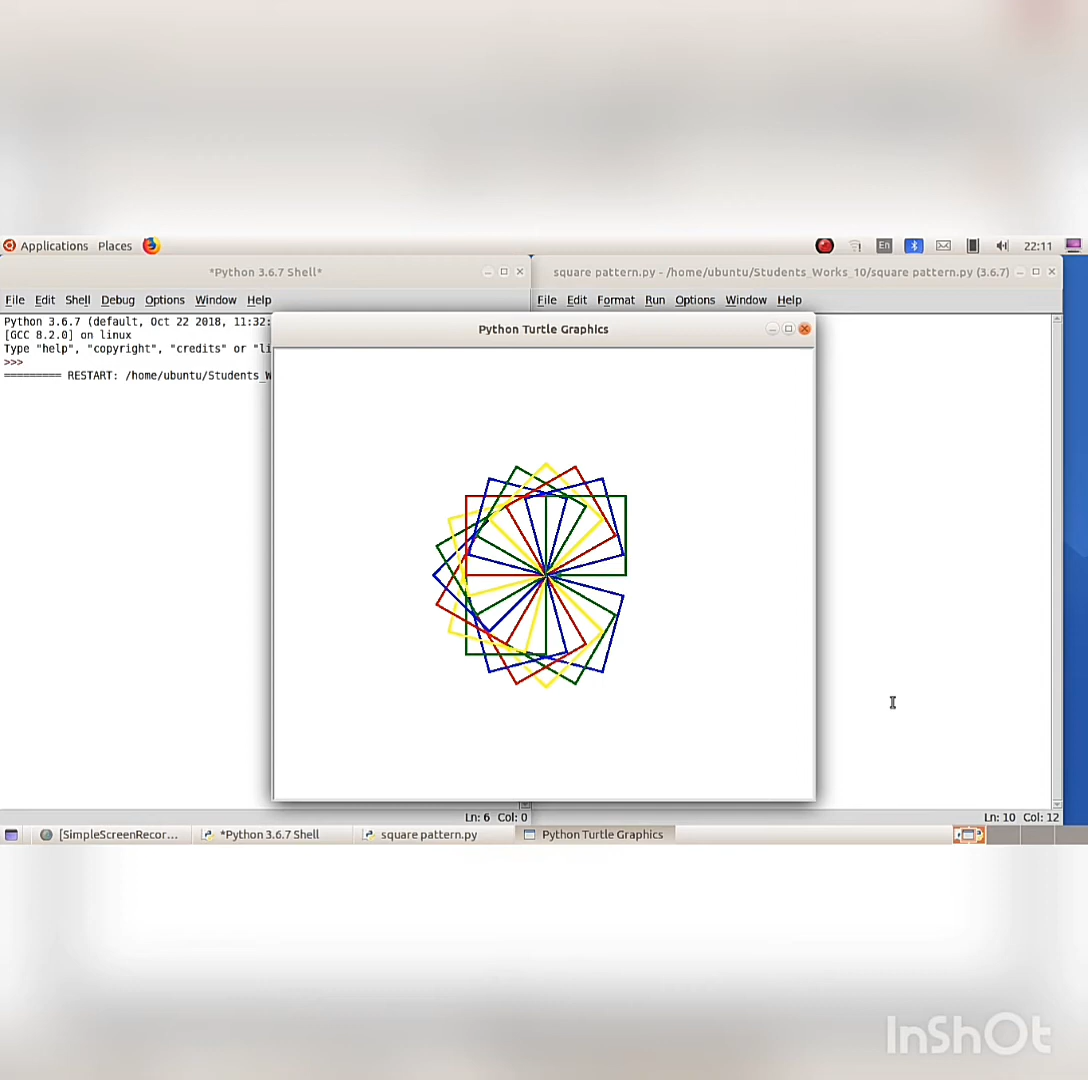 Applications Places
En
22:11
*Python 3.6.7 Shell*
square pattern.py - /home/ubuntu/Students_Works_10/square pattern.py (3.6.7)
File Edit Shell Debug Options Window Help
File Edit Format Run Options Window Help
Python 3.6.7 (default, Oct 22 2018, 11:32:
[GCC 8.2.0] on linux
Type "help", "copyright", "credits" or "li
>>>
========= RESTART: /home/ubuntu/Students_W
Python Turtle Graphics
Ln: 6 Col: 0
Ln: 10 Col: 12
[SimpleScreenRecor...
*Python 3.6.7 Shell
square pattern.py
Python Turtle Graphics
InShOt